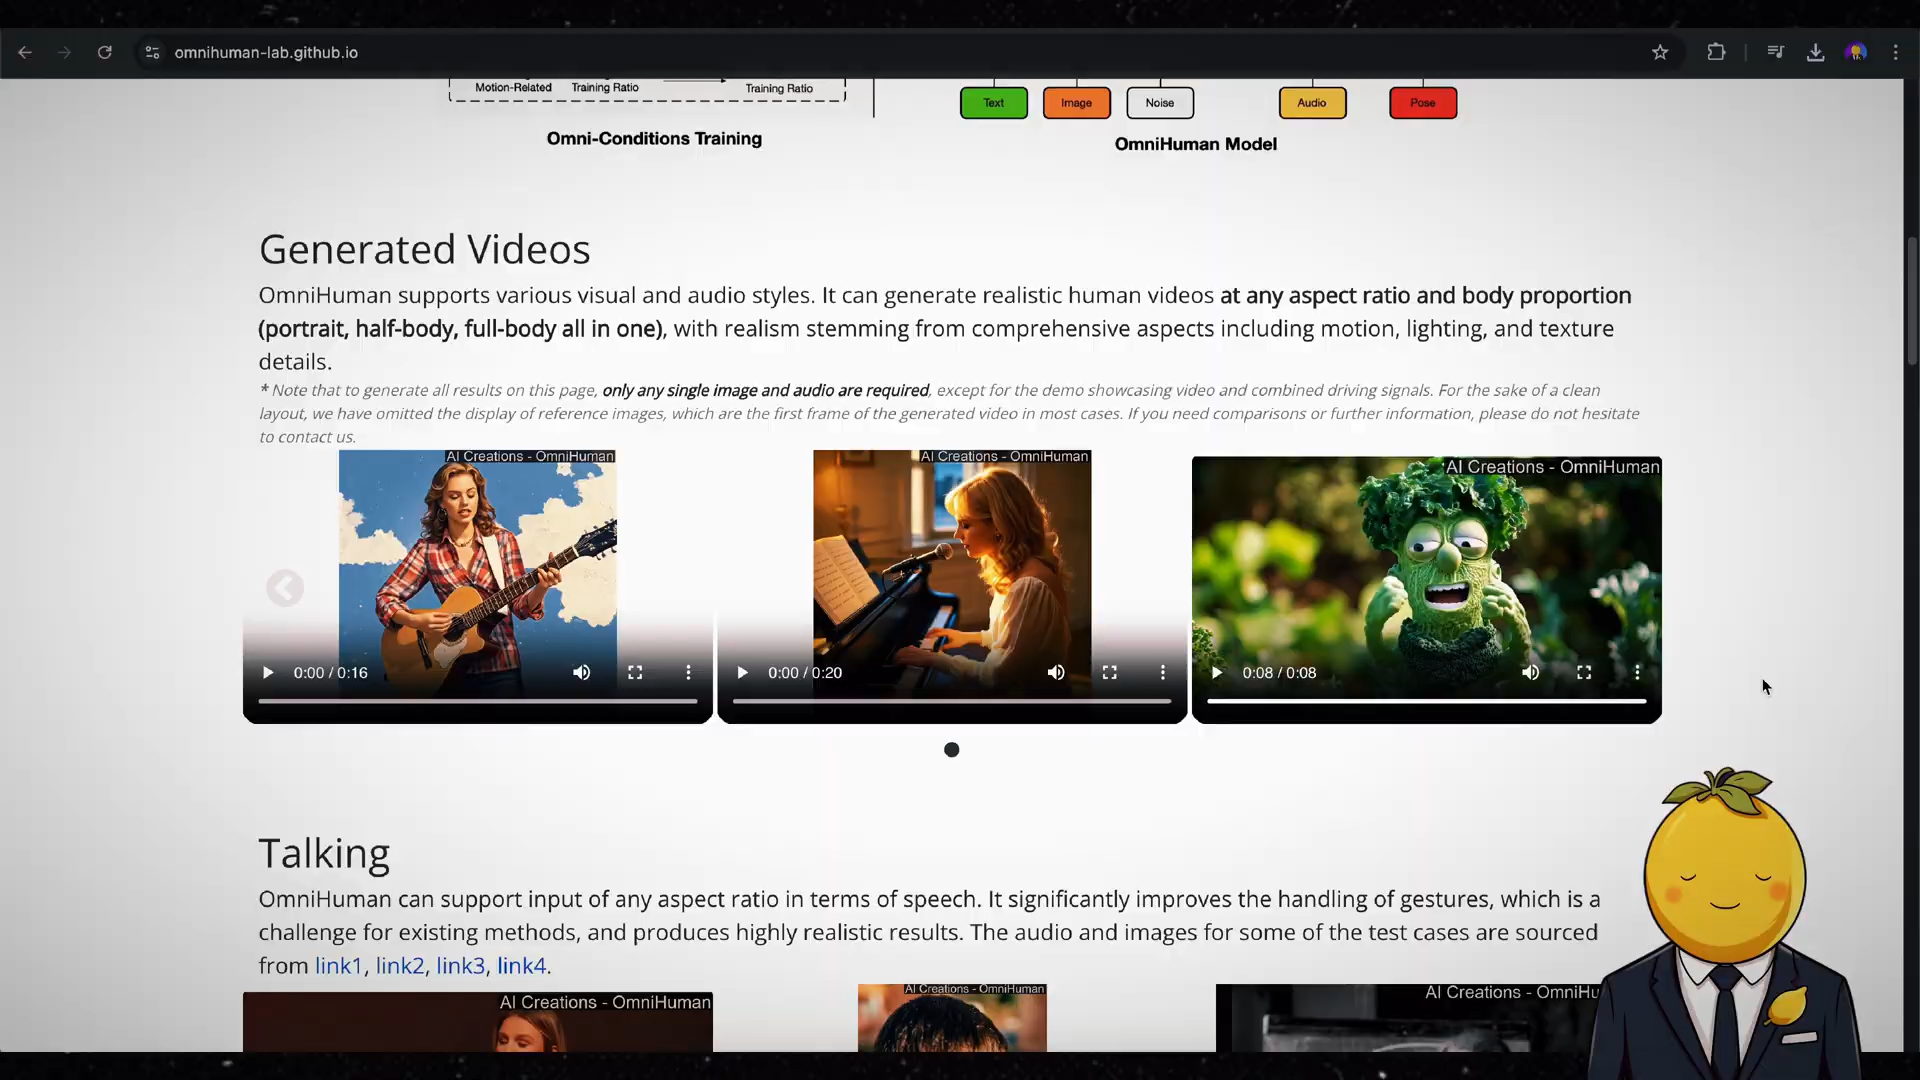 omnihuman-lab.github.io
Motion-Related Training Ratio Training Ratio
Omni-Conditions Training
Text Image Noise Audio Pose
OmniHuman Model
Generated Videos
OmniHuman supports various visual and audio styles. It can generate realistic human videos at any aspect ratio and body proportion
(portrait, half-body, full-body all in one), with realism stemming from comprehensive aspects including motion, lighting, and texture
details.
* Note that to generate all results on this page, only any single image and audio are required, except for the demo showcasing video and combined driving signals. For the sake of a clean
layout, we have omitted the display of reference images, which are the first frame of the generated video in most cases. If you need comparisons or further information, please do not hesitate
to contact us.
AI Creations - OmniHuman
0:00 / 0:16
AI Creations - OmniHuman
0:00 / 0:20
AI Creations - OmniHuman
0:08 / 0:08
Talking
OmniHuman can support input of any aspect ratio in terms of speech. It significantly improves the handling of gestures, which is a
challenge for existing methods, and produces highly realistic results. The audio and images for some of the test cases are sourced
from link1, link2, link3, link4.
AI Creations - OmniHuman
AI Creations - OmniHuman
AI Creations - OmniHu